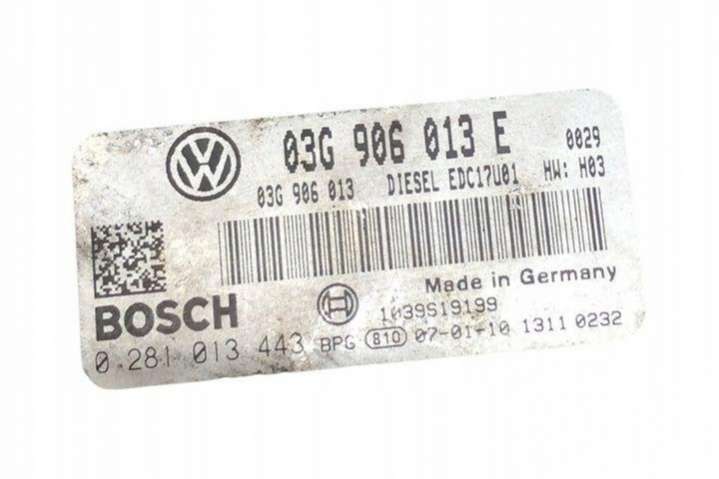 03G 906 013 E 0029
03G 906 013 DIESEL EDC17U01 HW: H03
Made in Germany
BOSCH 1039S19199
0 281 013 443 BPG 810 07-01-10 1311 0232